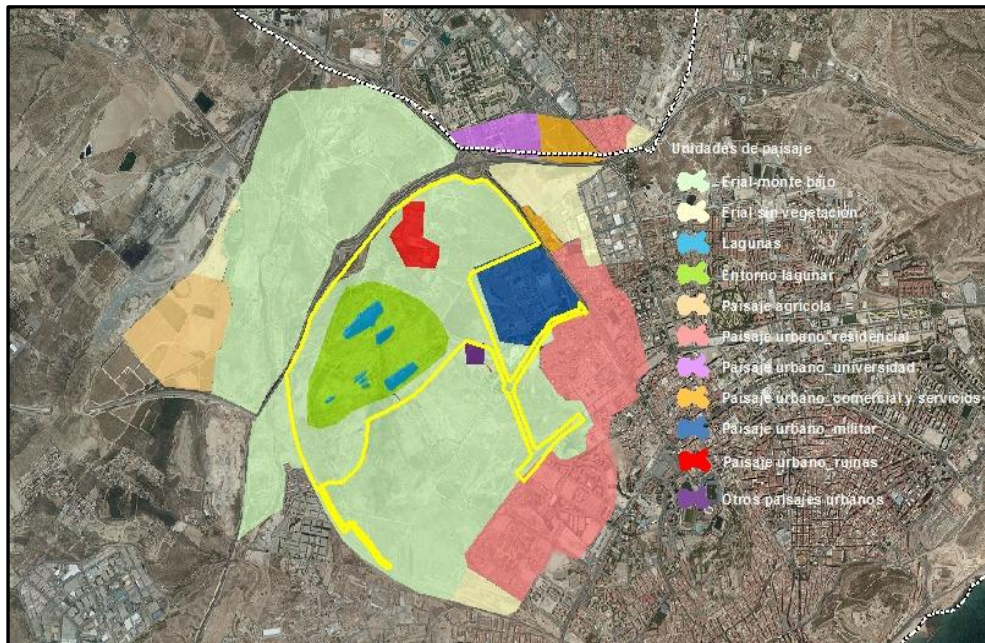 Unidades de paisaje
Erial-monte bajo
Erial sin vegetación
Lagunas
Entorno lagunar
Paisaje agrícola
Paisaje urbano_residencial
Paisaje urbano_universidad
Paisaje urbano_comercial y servicios
Paisaje urbano_militar
Paisaje urbano_ruinas
Otros paisajes urbanos